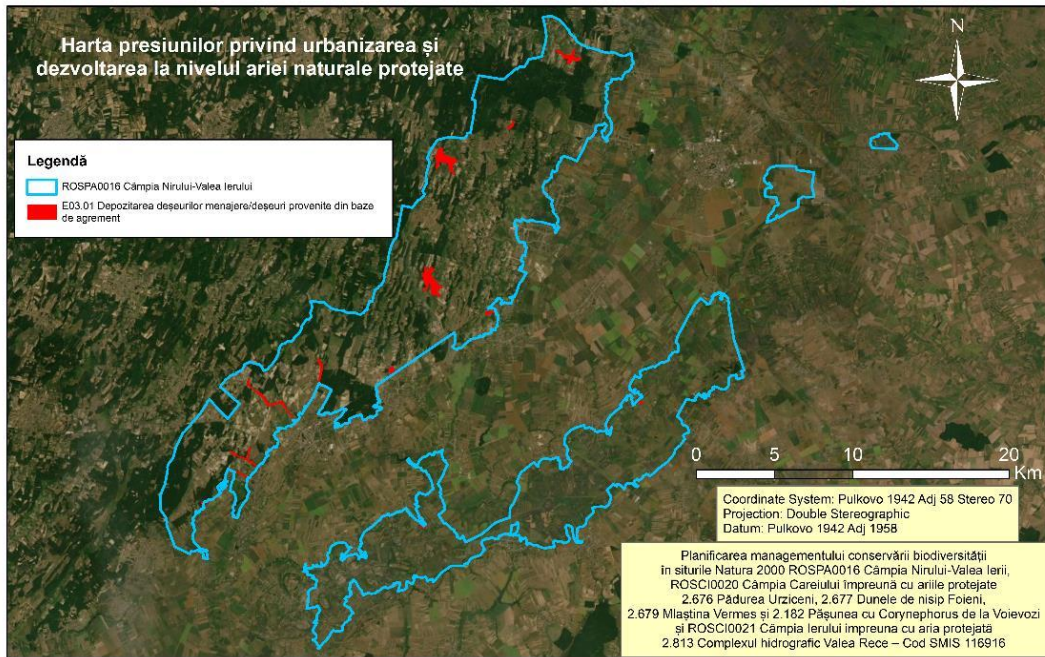 Harta presiunilor privind urbanizarea și
dezvoltarea la nivelul ariei naturale protejate
N
Legendă
ROSPA0016 Câmpia Nirului-Valea Ierului
E03.01 Depozitarea deșeurilor menajere/deșeuri provenite din baze
de agrement
0 5 10 20
Km
Coordinate System: Pulkovo 1942 Adj 58 Stereo 70
Projection: Double Stereographic
Datum: Pulkovo 1942 Adj 1958
Planificarea managementului conservării biodiversității
în siturile Natura 2000 ROSPA0016 Câmpia Nirului-Valea Ierii,
ROSCI0020 Câmpia Careiului împreună cu ariile protejate
2.676 Pădurea Urziceni, 2.677 Dunele de nisip Foieni,
2.679 Mlaștina Vermes și 2.182 Pășunea cu Corynephorus de la Voievozi
și ROSCI0021 Câmpia Ierului impreuna cu aria protejată
2.813 Complexul hidrografic Valea Rece – Cod SMIS 116916